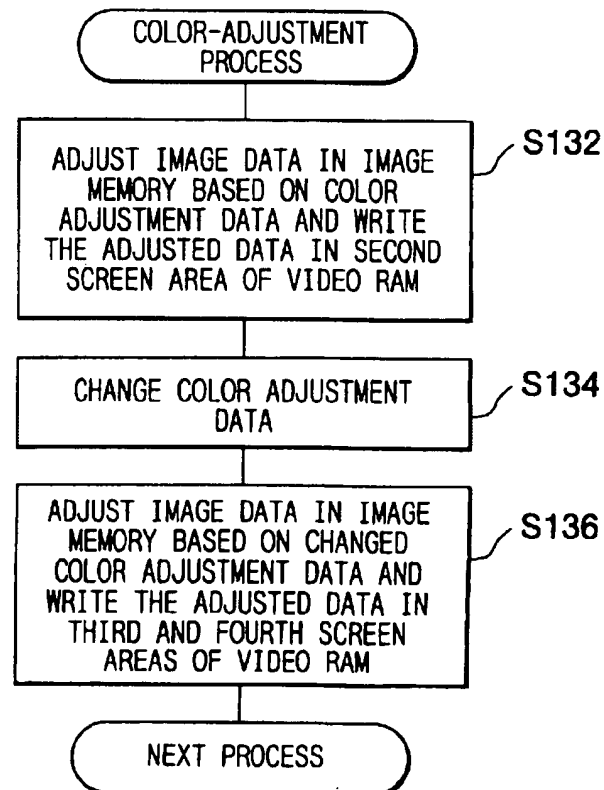 COLOR-ADJUSTMENT
PROCESS
S132
ADJUST IMAGE DATA IN IMAGE
MEMORY BASED ON COLOR
ADJUSTMENT DATA AND WRITE
THE ADJUSTED DATA IN SECOND
SCREEN AREA OF VIDEO RAM
S134
CHANGE COLOR ADJUSTMENT
DATA
S136
ADJUST IMAGE DATA IN IMAGE
MEMORY BASED ON CHANGED
COLOR ADJUSTMENT DATA AND
WRITE THE ADJUSTED DATA IN
THIRD AND FOURTH SCREEN
AREAS OF VIDEO RAM
NEXT PROCESS